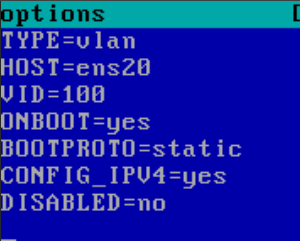 options
TYPE=vlan
HOST=ens20
VID=100
ONBOOT=yes
BOOTPROTO=static
CONFIG_IPV4=yes
DISABLED=no